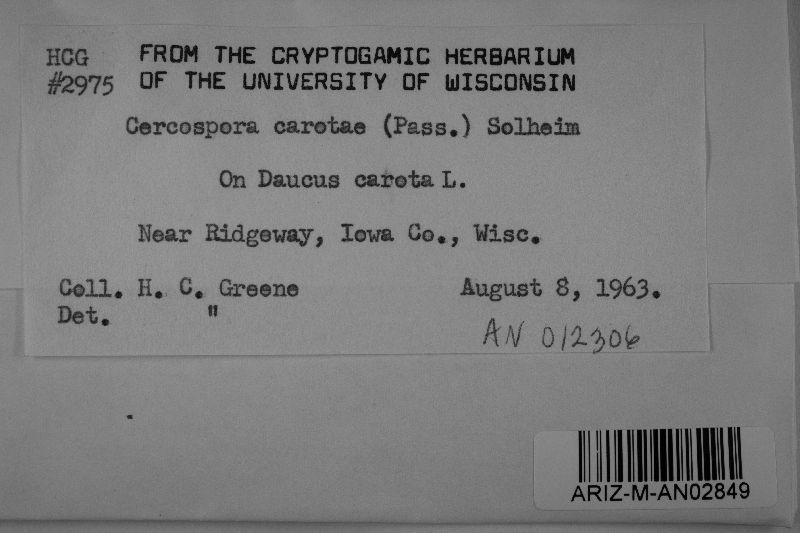 HCG FROM THE CRYPTOGAMIC HERBARIUM
#2975 OF THE UNIVERSITY OF WISCONSIN
Cercospora carotae (Pass.) Solheim
On Daucus carota L.
Near Ridgeway, Iowa Co., Wisc.
Coll. H. C. Greene August 8, 1963.
Det. "
AN 012306
ARIZ-M-AN02849